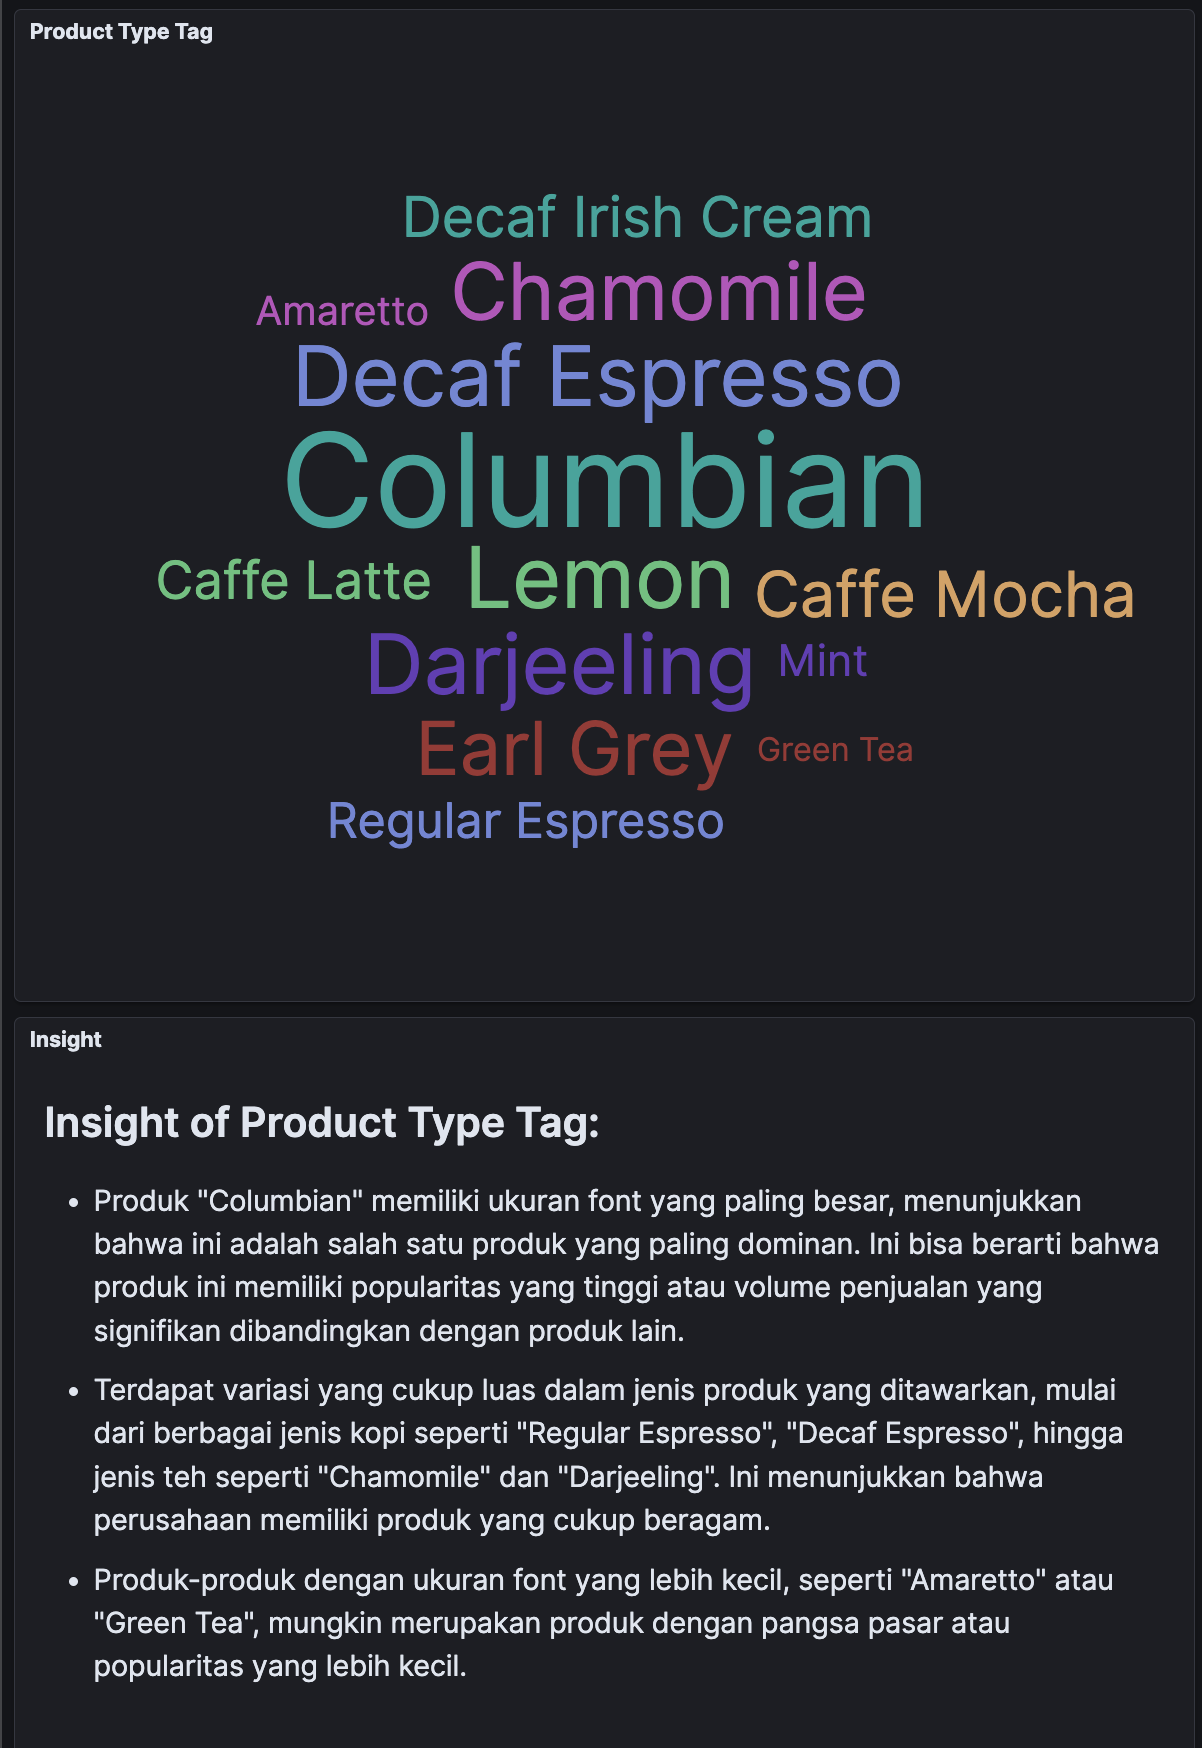 Product Type Tag
Decaf Irish Cream
Amaretto Chamomile
Decaf Espresso
Columbian
Caffe Latte Lemon Caffe Mocha
Darjeeling Mint
Earl Grey Green Tea
Regular Espresso
Insight
Insight of Product Type Tag:
• Produk "Columbian" memiliki ukuran font yang paling besar, menunjukkan
bahwa ini adalah salah satu produk yang paling dominan. Ini bisa berarti bahwa
produk ini memiliki popularitas yang tinggi atau volume penjualan yang
signifikan dibandingkan dengan produk lain.
• Terdapat variasi yang cukup luas dalam jenis produk yang ditawarkan, mulai
dari berbagai jenis kopi seperti "Regular Espresso", "Decaf Espresso", hingga
jenis teh seperti "Chamomile" dan "Darjeeling". Ini menunjukkan bahwa
perusahaan memiliki produk yang cukup beragam.
• Produk-produk dengan ukuran font yang lebih kecil, seperti "Amaretto" atau
"Green Tea", mungkin merupakan produk dengan pangsa pasar atau
popularitas yang lebih kecil.